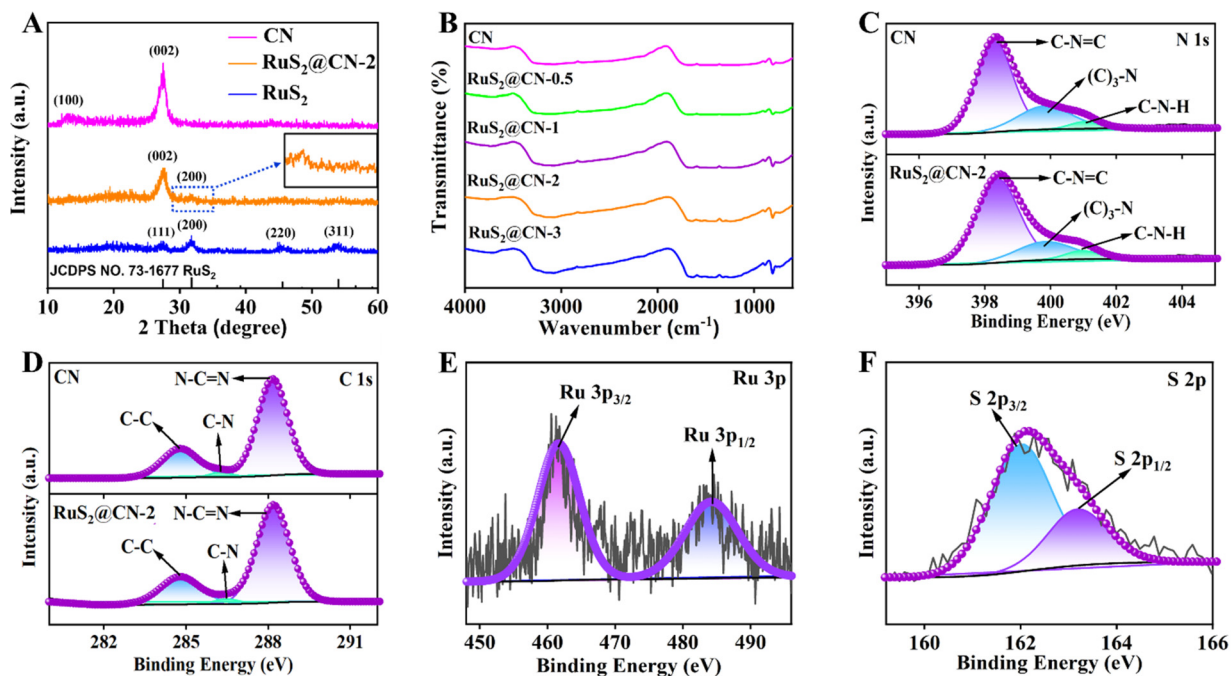 A
CN
RuS2@CN-2
RuS2
(002)
(100)
(002)
(200)
(111)
(200)
(220)
(311)
JCDPS NO. 73-1677 RuS2
10 20 30 40 50 60
2 Theta (degree)
Intensity (a.u.)
B
CN
RuS2@CN-0.5
RuS2@CN-1
RuS2@CN-2
RuS2@CN-3
4000 3000 2000 1000
Wavenumber (cm-1)
Transmittance (%)
C
CN
N 1s
C-N=C
(C)3-N
C-N-H
RuS2@CN-2
C-N=C
(C)3-N
C-N-H
396 398 400 402 404
Binding Energy (eV)
Intensity (a.u.)
D
CN
C 1s
N-C=N
C-C
C-N
RuS2@CN-2
N-C=N
C-C
C-N
282 285 288 291
Binding Energy (eV)
Intensity (a.u.)
E
Ru 3p
Ru 3p3/2
Ru 3p1/2
450 460 470 480 490
Binding Energy (eV)
Intensity (a.u.)
F
S 2p
S 2p3/2
S 2p1/2
160 162 164 166
Binding Energy (eV)
Intensity (a.u.)